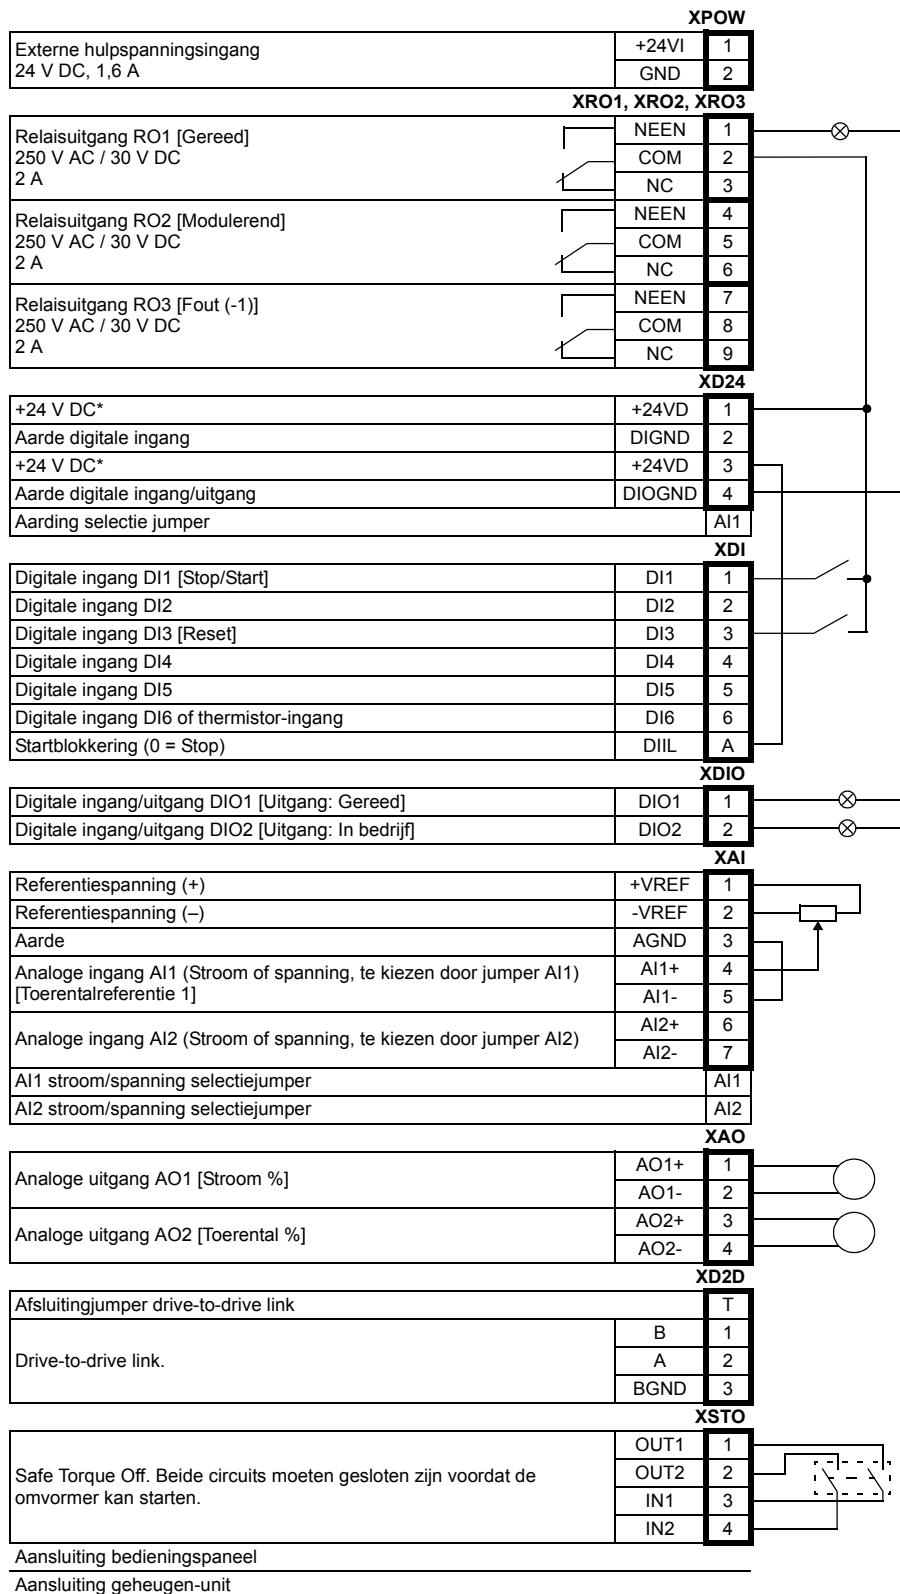 XPOW
Externe hulpspanningsingang
24 V DC, 1,6 A
+24VI 1
GND 2
XRO1, XRO2, XRO3
Relaisuitgang RO1 [Gereed]
250 V AC / 30 V DC
2 A
NEEN 1
COM 2
NC 3
Relaisuitgang RO2 [Modulerend]
250 V AC / 30 V DC
2 A
NEEN 4
COM 5
NC 6
Relaisuitgang RO3 [Fout (-1)]
250 V AC / 30 V DC
2 A
NEEN 7
COM 8
NC 9
XD24
+24 V DC* +24VD 1
Aarde digitale ingang DIGND 2
+24 V DC* +24VD 3
Aarde digitale ingang/uitgang DIOGND 4
Aarding selectie jumper AI1
XDI
Digitale ingang DI1 [Stop/Start] DI1 1
Digitale ingang DI2 DI2 2
Digitale ingang DI3 [Reset] DI3 3
Digitale ingang DI4 DI4 4
Digitale ingang DI5 DI5 5
Digitale ingang DI6 of thermistor-ingang DI6 6
Startblokkering (0 = Stop) DIIL A
XDIO
Digitale ingang/uitgang DIO1 [Uitgang: Gereed] DIO1 1
Digitale ingang/uitgang DIO2 [Uitgang: In bedrijf] DIO2 2
XAI
Referentiespanning (+) +VREF 1
Referentiespanning (–) -VREF 2
Aarde AGND 3
Analoge ingang AI1 (Stroom of spanning, te kiezen door jumper AI1)
[Toerentalreferentie 1]
AI1+ 4
AI1- 5
Analoge ingang AI2 (Stroom of spanning, te kiezen door jumper AI2)
AI2+ 6
AI2- 7
AI1 stroom/spanning selectiejumper AI1
AI2 stroom/spanning selectiejumper AI2
XAO
Analoge uitgang AO1 [Stroom %]
AO1+ 1
AO1- 2
Analoge uitgang AO2 [Toerental %]
AO2+ 3
AO2- 4
XD2D
Afsluitingjumper drive-to-drive link T
Drive-to-drive link.
B 1
A 2
BGND 3
XSTO
Safe Torque Off. Beide circuits moeten gesloten zijn voordat de
omvormer kan starten.
OUT1 1
OUT2 2
IN1 3
IN2 4
Aansluiting bedieningspaneel
Aansluiting geheugen-unit